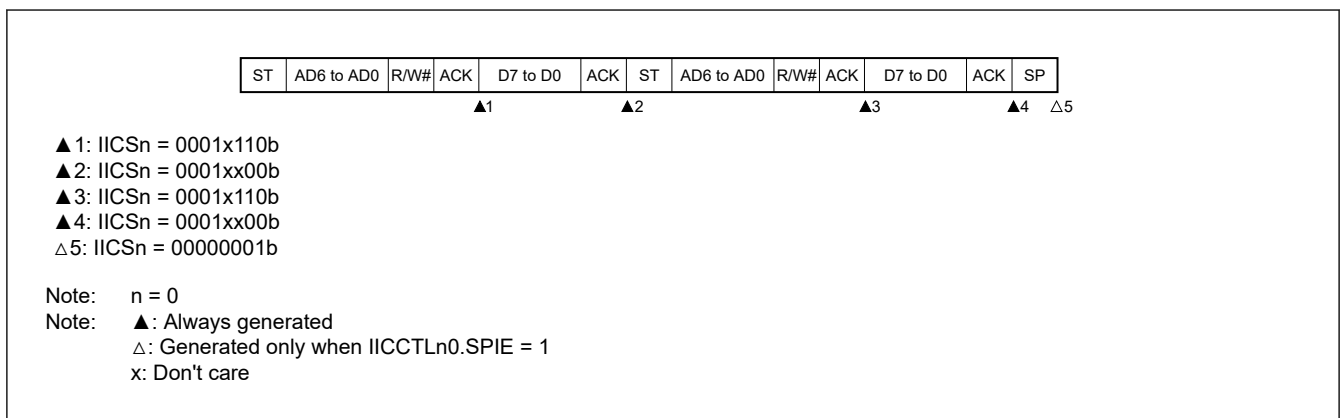 ST AD6 to AD0 R/W# ACK D7 to D0 ACK ST AD6 to AD0 R/W# ACK D7 to D0 ACK SP
▲1 ▲2 ▲3 ▲4 △5
▲1: IICSn = 0001x110b
▲2: IICSn = 0001xx00b
▲3: IICSn = 0001x110b
▲4: IICSn = 0001xx00b
△5: IICSn = 00000001b
Note: n = 0
Note: ▲: Always generated
△: Generated only when IICCTLn0.SPIE = 1
x: Don't care